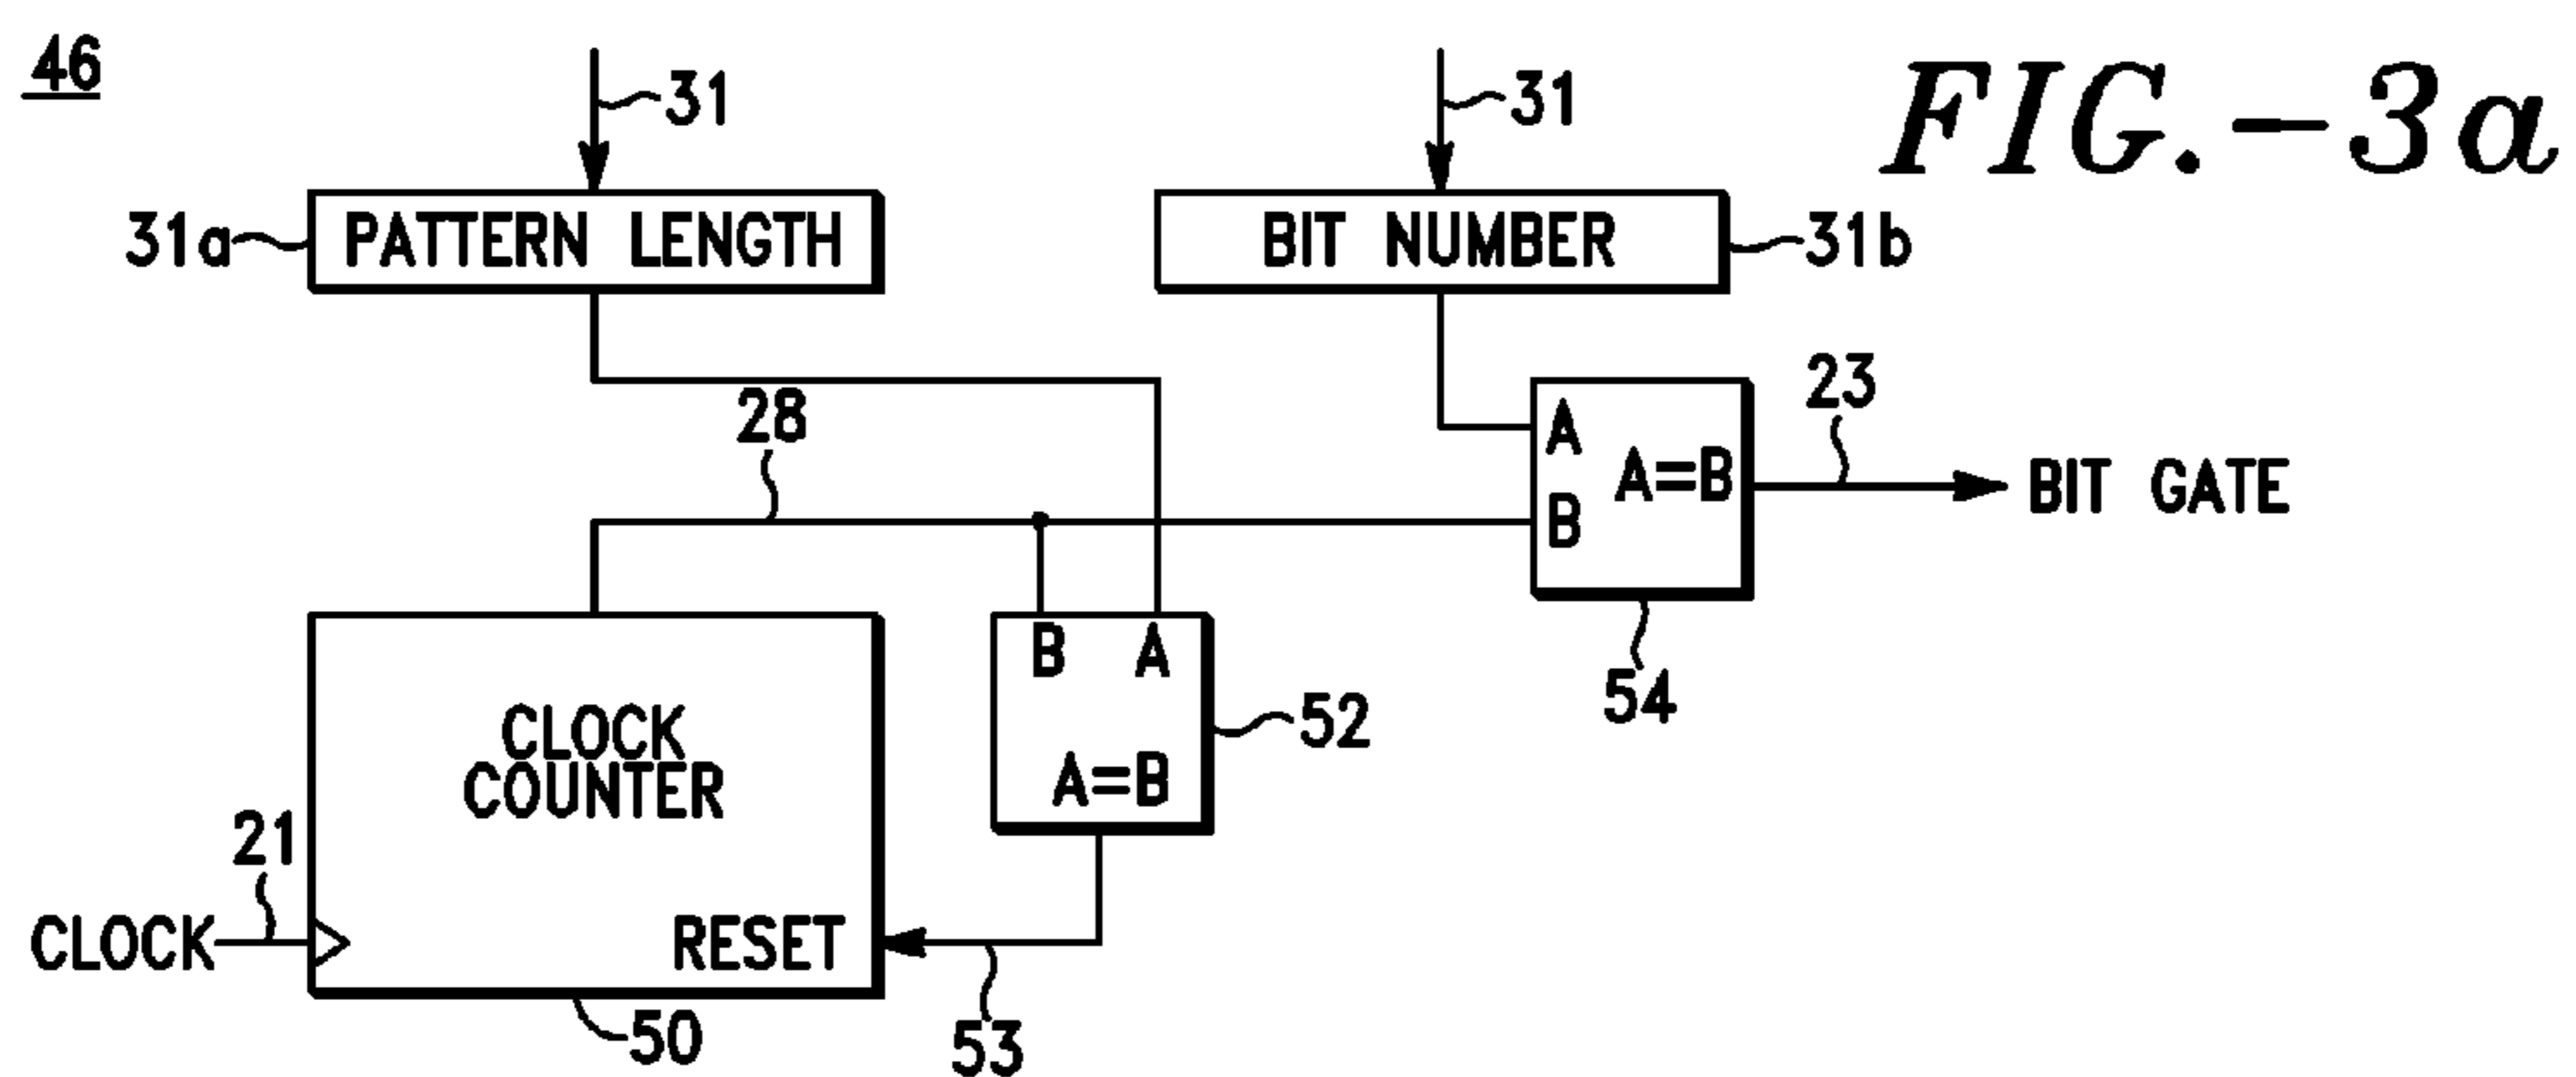 46
31
31
FIG.-3a
31a
PATTERN LENGTH
BIT NUMBER
31b
28
23
A
A=B
B
BIT GATE
54
B A
A=B
52
CLOCK
COUNTER
21
CLOCK
RESET
50
53